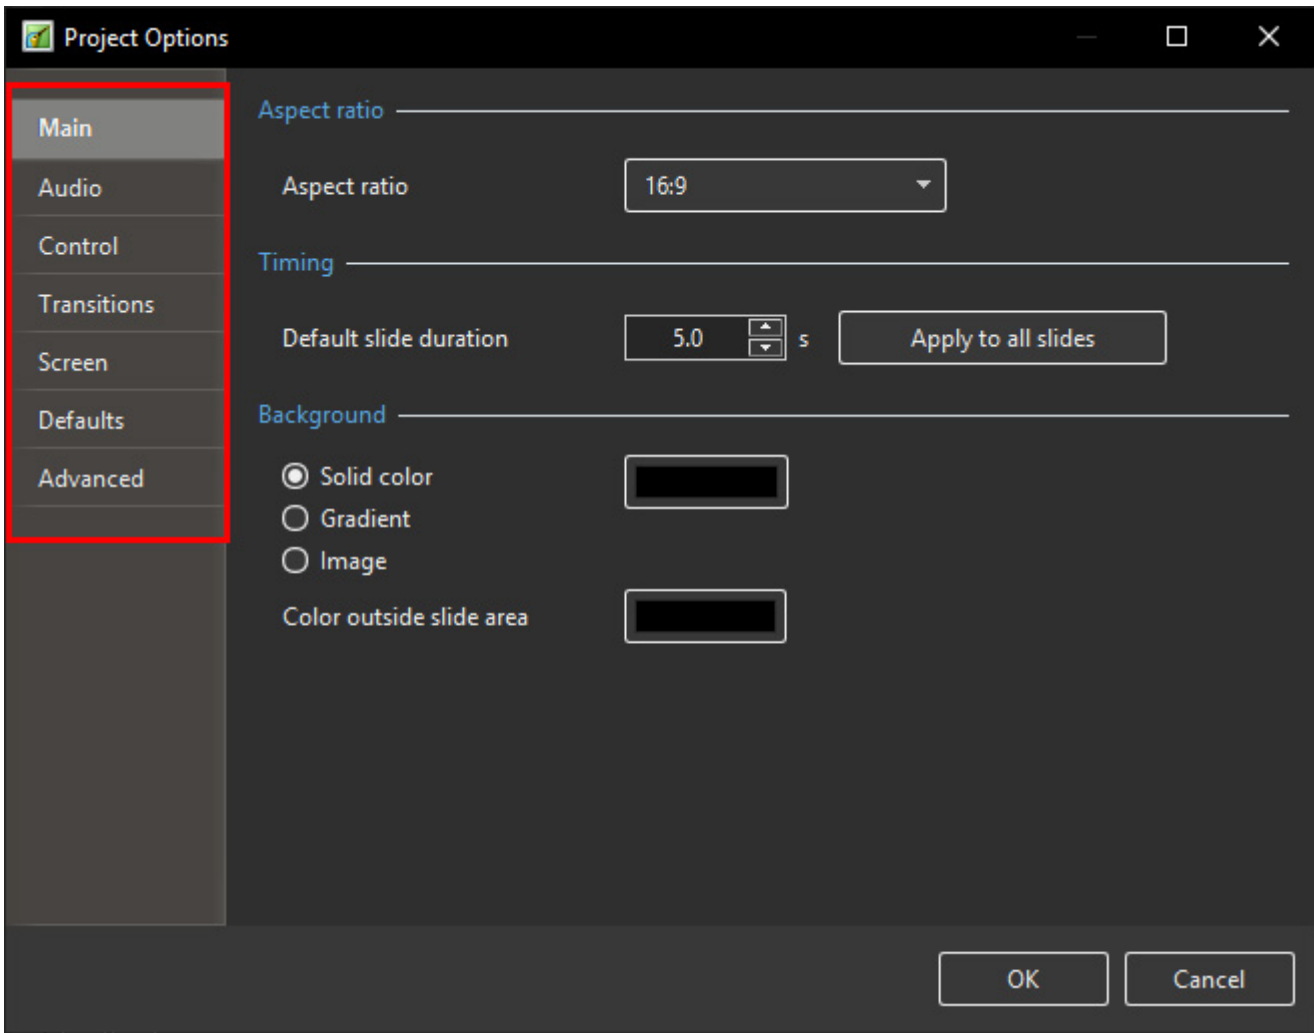 Project Options
Main
Audio
Control
Transitions
Screen
Defaults
Advanced
Aspect ratio
Aspect ratio 16:9
Timing
Default slide duration 5.0 s Apply to all slides
Background
Solid color
Gradient
Image
Color outside slide area
OK Cancel